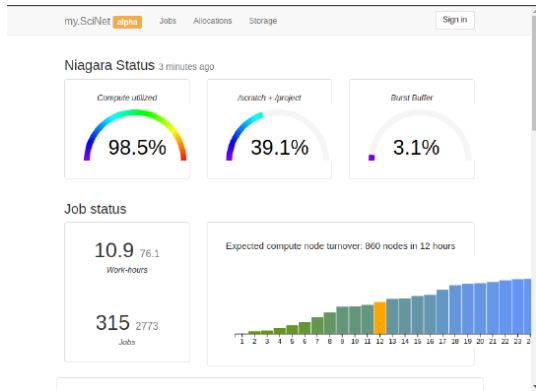 my.SciNet alpha Jobs Allocations Storage Sign in
Niagara Status 3 minutes ago
Compute utilized
98.5%
/scratch + /project
39.1%
Burst Buffer
3.1%
Job status
10.9 76.1
Work-hours
315 2773
Jobs
Expected compute node turnover: 860 nodes in 12 hours
1 2 3 4 5 6 7 8 9 10 11 12 13 14 15 16 17 18 19 20 21 22 23